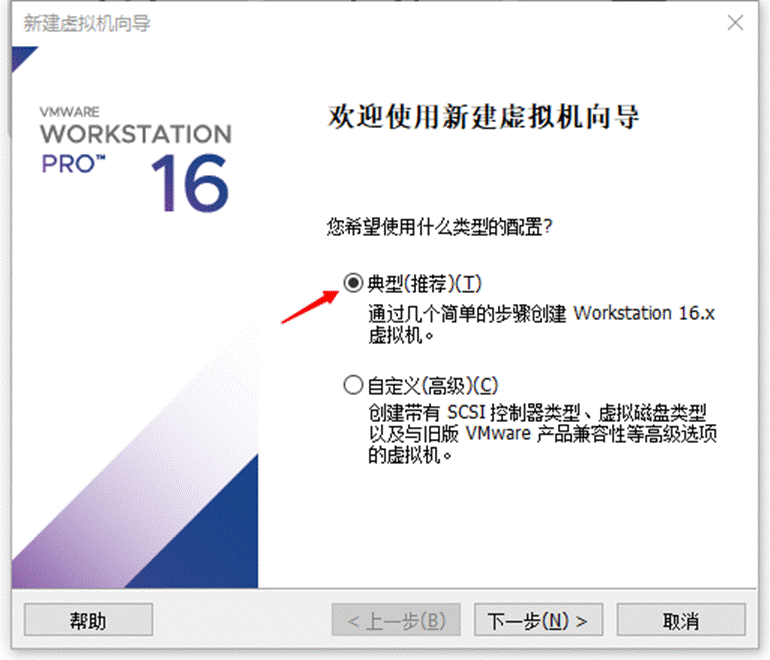 新建虚拟机向导
VMWARE
WORKSTATION
PRO™
16
欢迎使用新建虚拟机向导
您希望使用什么类型的配置?
典型(推荐)(T)
通过几个简单的步骤创建 Workstation 16.x
虚拟机。
自定义(高级)(C)
创建带有 SCSI 控制器类型、虚拟磁盘类型
以及与旧版 VMware 产品兼容性等高级选项
的虚拟机。
帮助
< 上一步(B)
下一步(N) >
取消